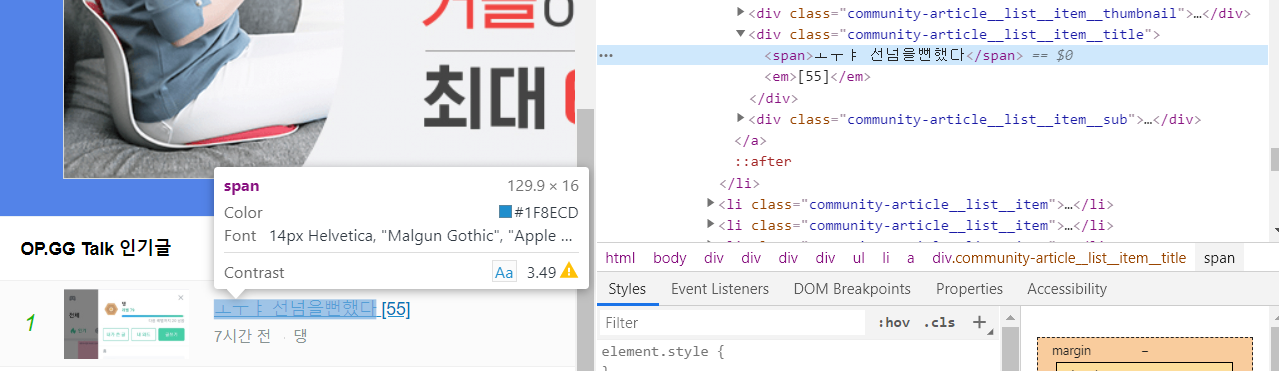 거들
최대
span 129.9 × 16
Color #1F8ECD
Font 14px Helvetica, "Malgun Gothic", "Apple ...
Contrast Aa 3.49
OP.GG Talk 인기글
1
ㅗㅜㅑ 선넘을뻔했다 [55]
7시간 전 · 댕
<div class="community-article__list__item__thumbnail">…</div>
<div class="community-article__list__item__title">
… <span>ㅗㅜㅑ 선넘을뻔했다</span> == $0
<em>[55]</em>
</div>
<div class="community-article__list__item__sub">…</div>
</a>
::after
</li>
<li class="community-article__list__item">…</li>
<li class="community-article__list__item">…</li>
html body div div div div ul li a div.community-article__list__item__title span
Styles Event Listeners DOM Breakpoints Properties Accessibility
Filter :hov .cls +
element.style {
margin –